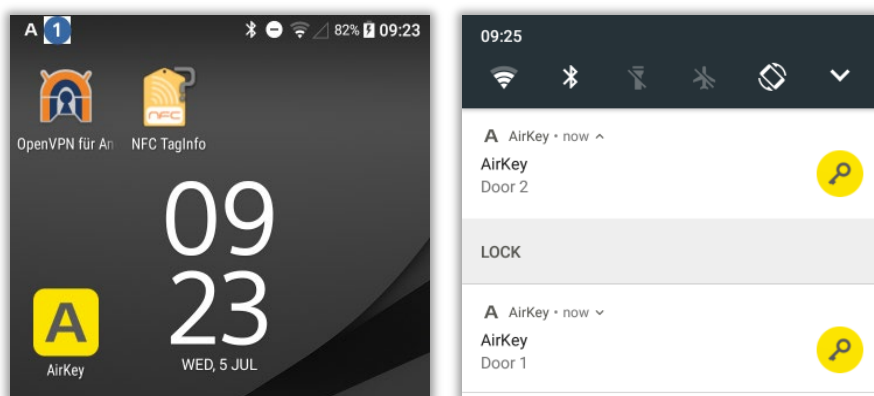 A 1 82% 09:23
OpenVPN für An
NFC
NFC TagInfo
09
23
WED, 5 JUL
A
AirKey
09:25
A AirKey • now
AirKey
Door 2
LOCK
A AirKey • now
AirKey
Door 1